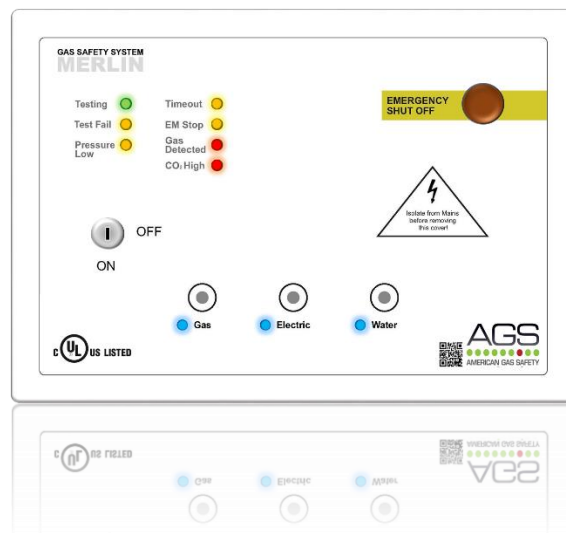 GAS SAFETY SYSTEM
MERLIN
Testing
Timeout
EMERGENCY
SHUT OFF
Test Fail
EM Stop
Pressure
Low
Gas
Detected
CO₂ High
Isolate from Mains
before removing
this cover!
OFF
ON
Gas
Electric
Water
C UL US LISTED
AGS
AMERICAN GAS SAFETY